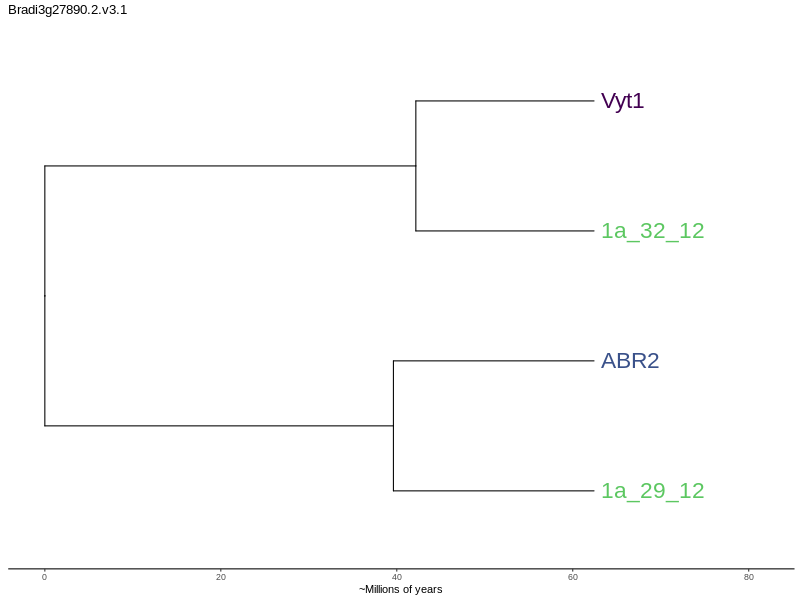 Bradi3g27890.2.v3.1
Vyt1
1a_32_12
ABR2
1a_29_12
0 20 40 60 80
~Millions of years